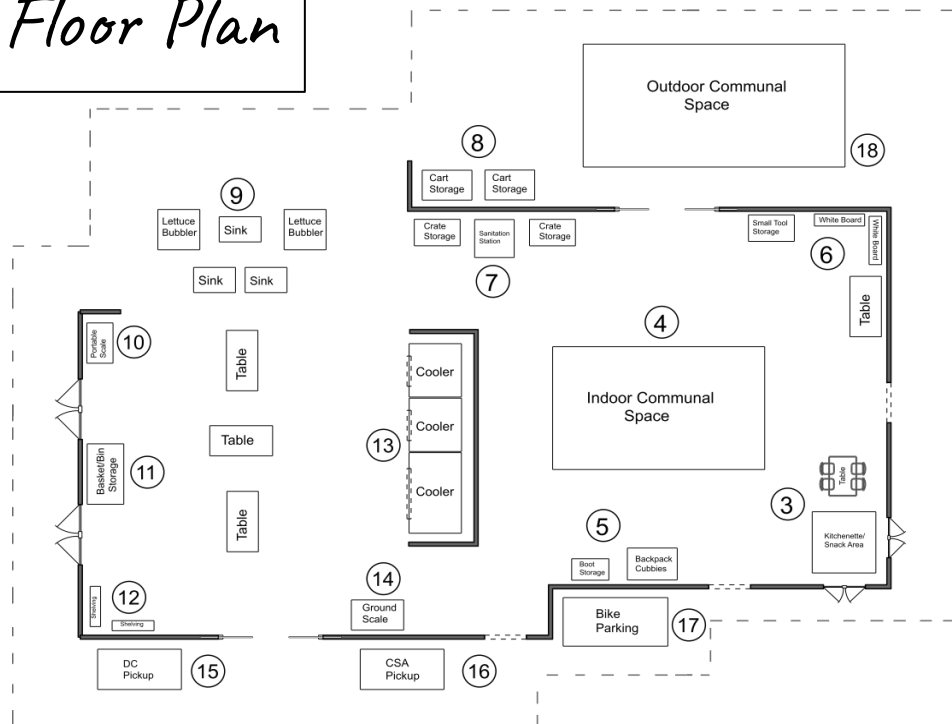 Floor Plan
Outdoor Communal
Space
18
8
Cart
Storage
Cart
Storage
9
Lettuce
Bubbler
Sink
Lettuce
Bubbler
Sink
Sink
Crate
Storage
Sanitation
Station
Crate
Storage
7
Small Tool
Storage
White Board
White Board
6
Table
10
Portable
Scale
Table
Table
Table
4
Indoor Communal
Space
Cooler
Cooler
Cooler
13
11
Basket/Bin
Storage
Table
3
Kitchenette/
Snack Area
5
Boot
Storage
Backpack
Cubbies
14
Ground
Scale
12
Shelving
Shelving
Bike
Parking
17
DC
Pickup
15
CSA
Pickup
16